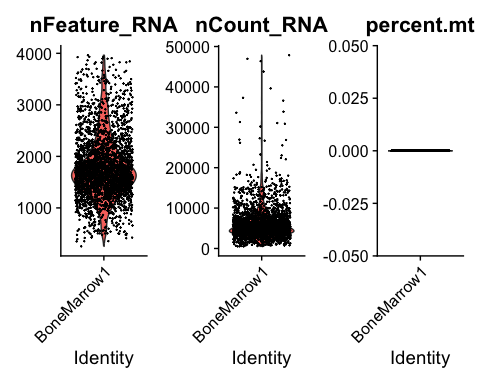 nFeature_RNA
4000
3000
2000
1000
BoneMarrow1
Identity
nCount_RNA
50000
40000
30000
20000
10000
0
BoneMarrow1
Identity
percent.mt
0.050
0.025
0.000
-0.025
-0.050
BoneMarrow1
Identity